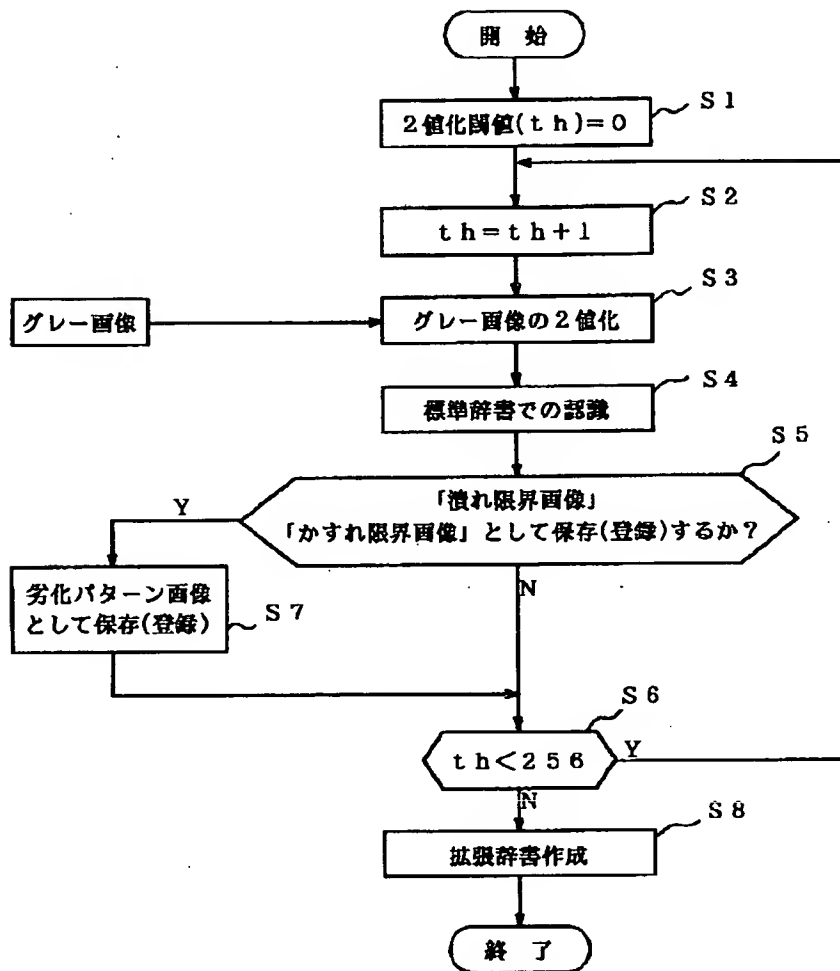 開 始
S1
2値化閾値(th)=0
S2
th=th+1
S3
グレー画像
グレー画像の2値化
S4
標準辞書での認識
S5
「潰れ限界画像」
「かすれ限界画像」として保存(登録)するか?
Y
N
劣化パターン画像
として保存(登録)
S7
S6
th<256
Y
N
S8
拡張辞書作成
終 了